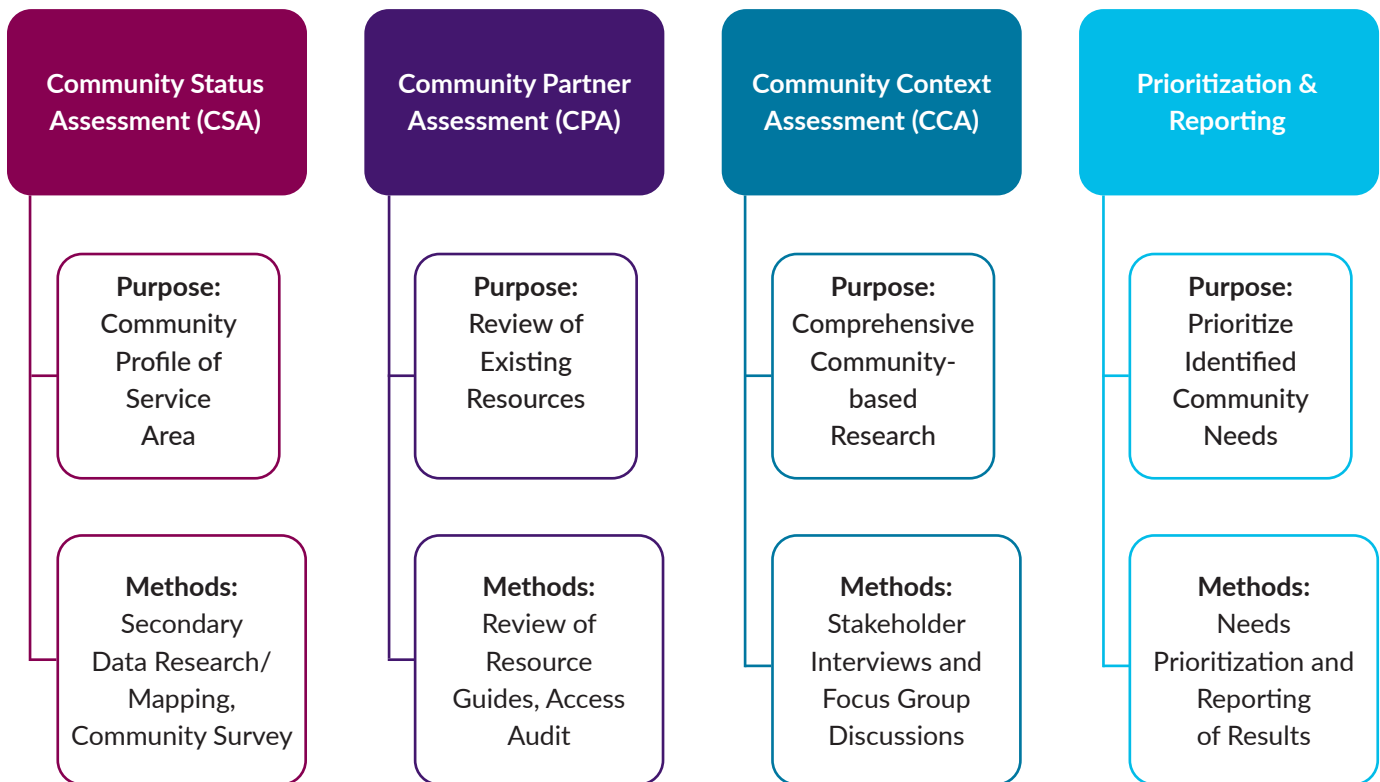 Community Status
Assessment (CSA)
Purpose:
Community
Profile of
Service
Area
Methods:
Secondary
Data Research/
Mapping,
Community Survey
Community Partner
Assessment (CPA)
Purpose:
Review of
Existing
Resources
Methods:
Review of
Resource
Guides, Access
Audit
Community Context
Assessment (CCA)
Purpose:
Comprehensive
Community-
based
Research
Methods:
Stakeholder
Interviews and
Focus Group
Discussions
Prioritization &
Reporting
Purpose:
Prioritize
Identified
Community
Needs
Methods:
Needs
Prioritization and
Reporting
of Results